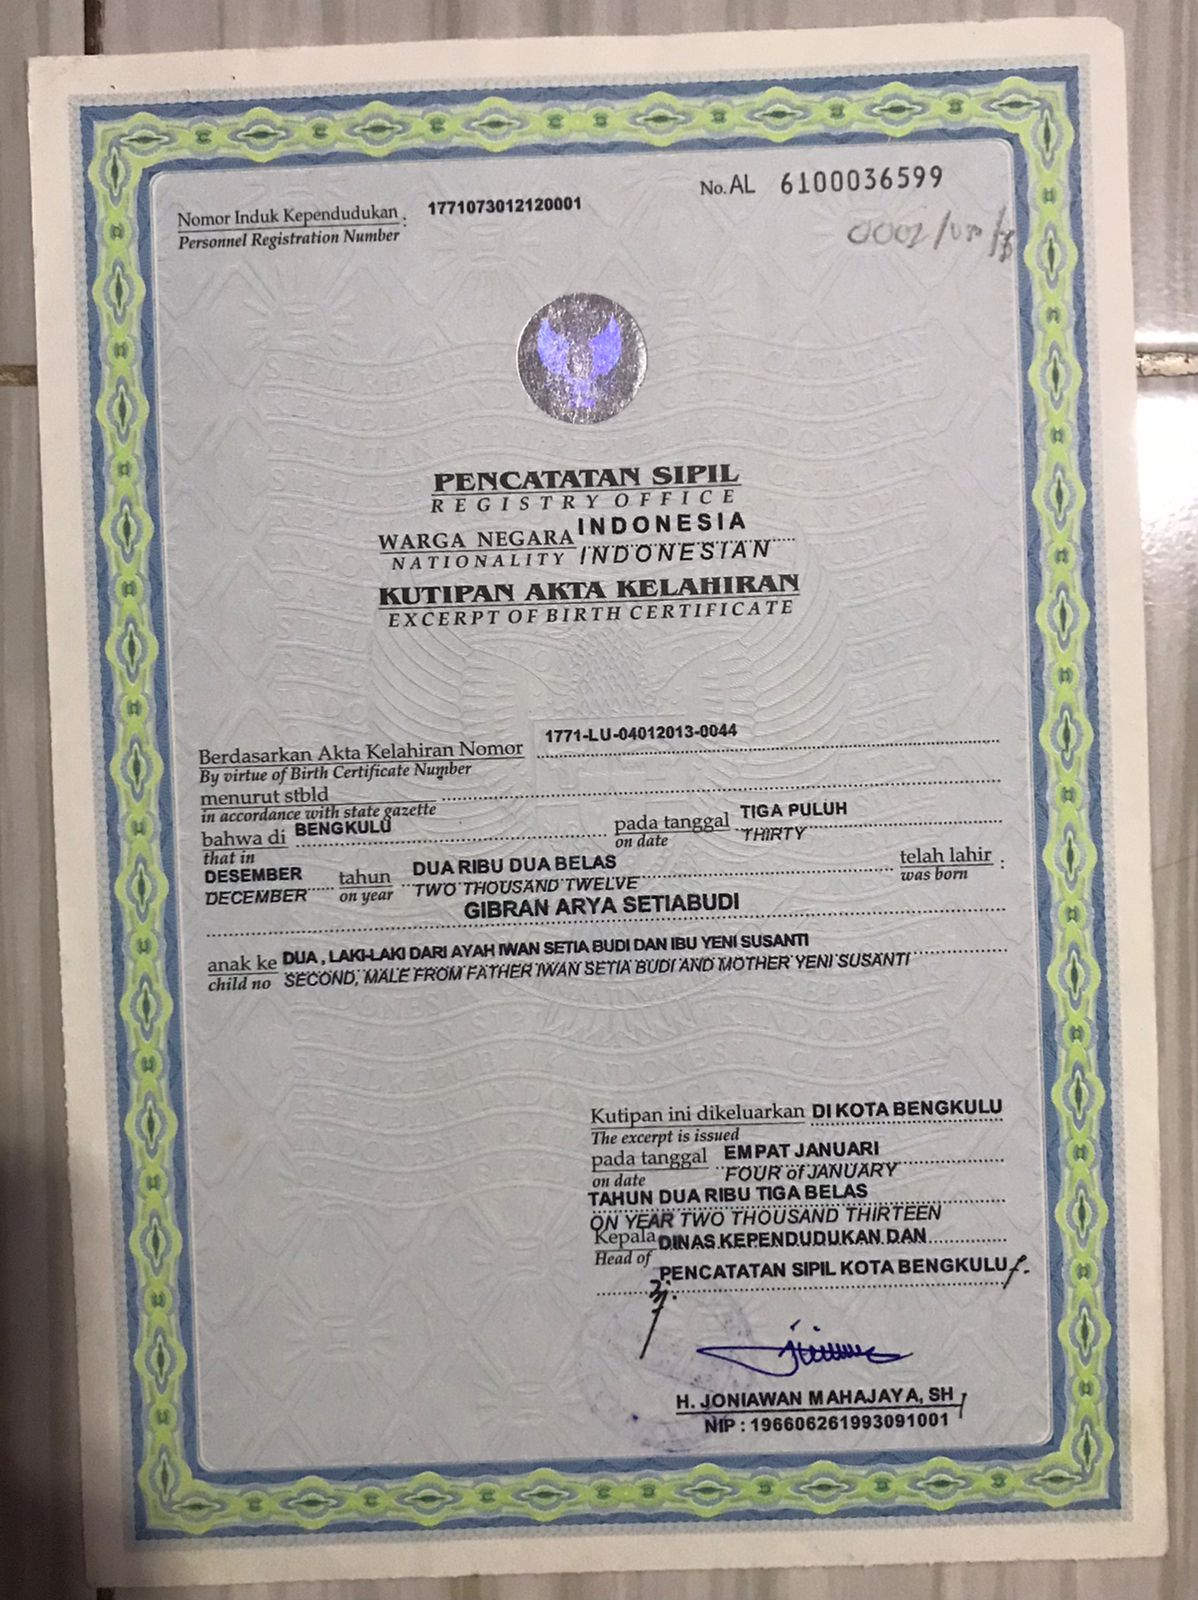 No. AL 6100036599
Nomor Induk Kependudukan : 1771073012120001
Personnel Registration Number
PENCATATAN SIPIL
REGISTRY OFFICE
WARGA NEGARA INDONESIA
NATIONALITY INDONESIAN
KUTIPAN AKTA KELAHIRAN
EXCERPT OF BIRTH CERTIFICATE
Berdasarkan Akta Kelahiran Nomor 1771-LU-04012013-0044
By virtue of Birth Certificate Number
menurut stbld
in accordance with state gazette
bahwa di BENGKULU pada tanggal TIGA PULUH
that in on date THIRTY
DESEMBER tahun DUA RIBU DUA BELAS telah lahir :
DECEMBER on year TWO THOUSAND TWELVE was born
GIBRAN ARYA SETIABUDI
anak ke DUA, LAKI-LAKI DARI AYAH IWAN SETIA BUDI DAN IBU YENI SUSANTI
child no SECOND, MALE FROM FATHER IWAN SETIA BUDI AND MOTHER YENI SUSANTI
Kutipan ini dikeluarkan DI KOTA BENGKULU
The excerpt is issued
pada tanggal EMPAT JANUARI
on date FOUR of JANUARY
TAHUN DUA RIBU TIGA BELAS
ON YEAR TWO THOUSAND THIRTEEN
Kepala DINAS KEPENDUDUKAN DAN
Head of
PENCATATAN SIPIL KOTA BENGKULU
H. JONIAWAN MAHAJAYA, SH
NIP : 196606261993091001